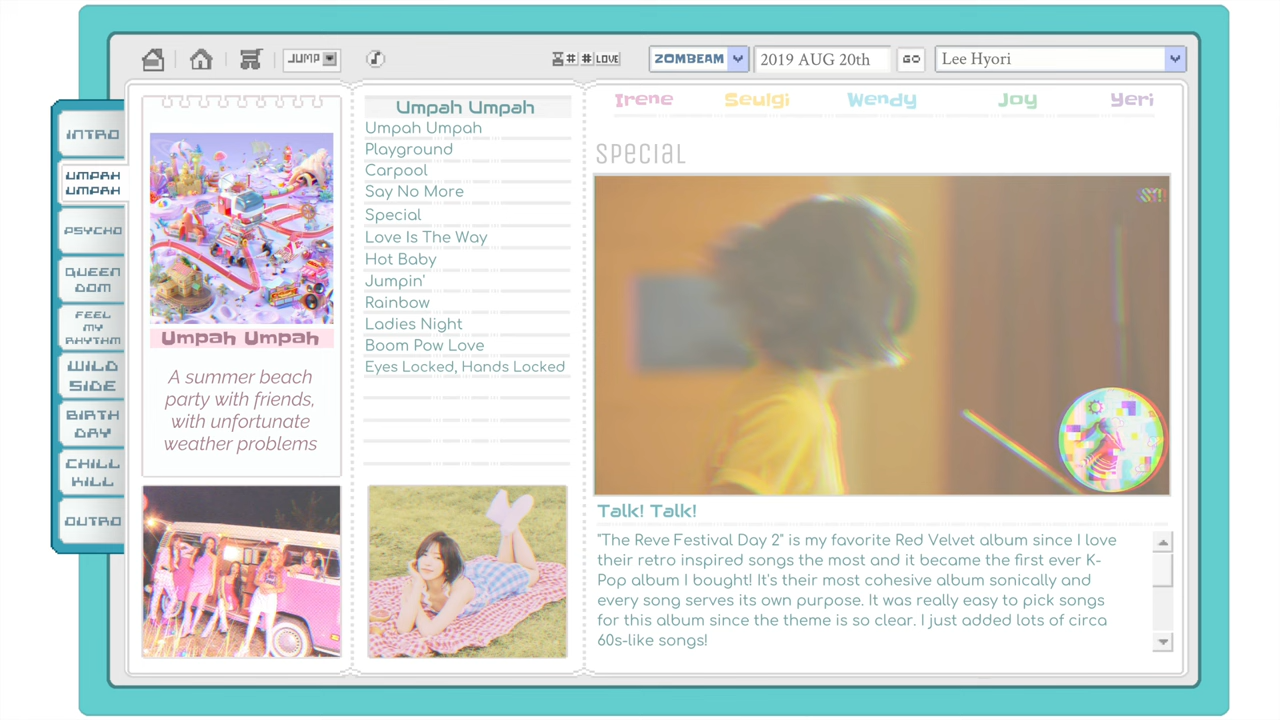 JUMP
# # LOVE
ZOMBEAM
2019 AUG 20th
GO
Lee Hyori
INTRO
UMPAH
UMPAH
PSYCHO
QUEEN
DOM
FEEL
MY
RHYTHM
WILD
SIDE
BIRTH
DAY
CHILL
KILL
OUTRO
Umpah Umpah
A summer beach
party with friends,
with unfortunate
weather problems
Umpah Umpah
Umpah Umpah
Playground
Carpool
Say No More
Special
Love Is The Way
Hot Baby
Jumpin'
Rainbow
Ladies Night
Boom Pow Love
Eyes Locked, Hands Locked
Irene Seulgi Wendy Joy Yeri
Special
Talk! Talk!
"The Reve Festival Day 2" is my favorite Red Velvet album since I love
their retro inspired songs the most and it became the first ever K-
Pop album I bought! It's their most cohesive album sonically and
every song serves its own purpose. It was really easy to pick songs
for this album since the theme is so clear. I just added lots of circa
60s-like songs!